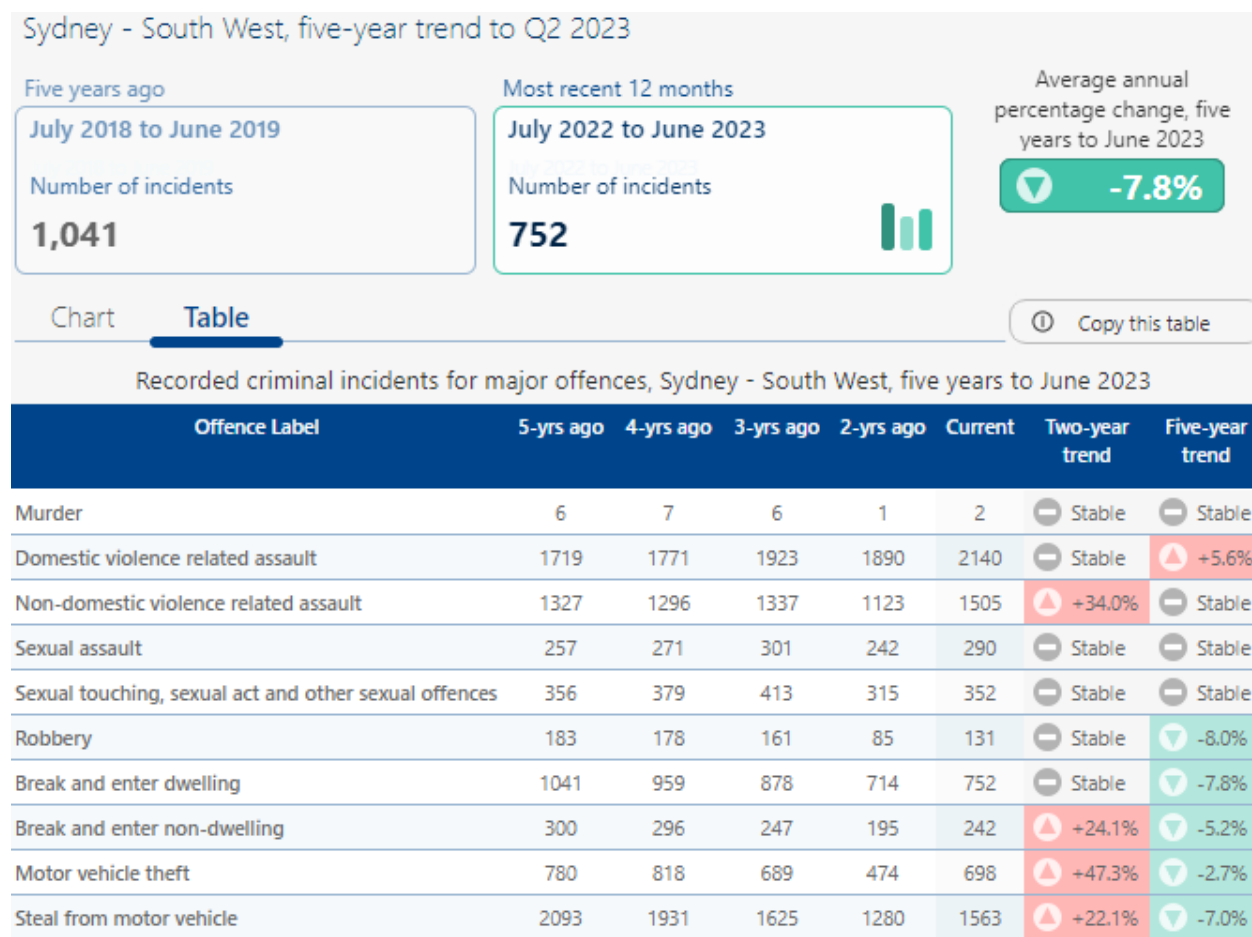 Sydney - South West, five-year trend to Q2 2023
Five years ago
July 2018 to June 2019
Number of incidents
1,041
Most recent 12 months
July 2022 to June 2023
July 2022 to June 2023
Number of incidents
752
Average annual
percentage change, five
years to June 2023
-7.8%
Chart Table
Copy this table
Recorded criminal incidents for major offences, Sydney - South West, five years to June 2023
Offence Label 5-yrs ago 4-yrs ago 3-yrs ago 2-yrs ago Current Two-year trend Five-year trend
Murder 6 7 6 1 2 Stable Stable
Domestic violence related assault 1719 1771 1923 1890 2140 Stable +5.6%
Non-domestic violence related assault 1327 1296 1337 1123 1505 +34.0% Stable
Sexual assault 257 271 301 242 290 Stable Stable
Sexual touching, sexual act and other sexual offences 356 379 413 315 352 Stable Stable
Robbery 183 178 161 85 131 Stable -8.0%
Break and enter dwelling 1041 959 878 714 752 Stable -7.8%
Break and enter non-dwelling 300 296 247 195 242 +24.1% -5.2%
Motor vehicle theft 780 818 689 474 698 +47.3% -2.7%
Steal from motor vehicle 2093 1931 1625 1280 1563 +22.1% -7.0%